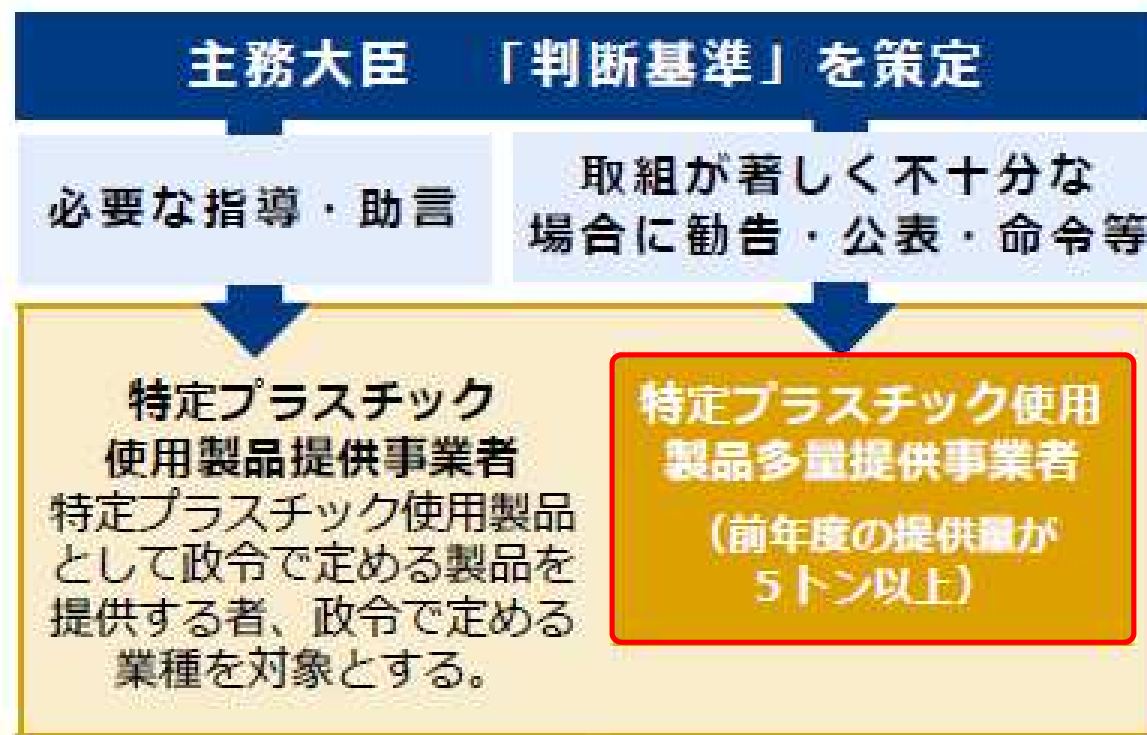 主務大臣　「判断基準」を策定
必要な指導・助言
取組が著しく不十分な
場合に勧告・公表・命令等
特定プラスチック
使用製品提供事業者
特定プラスチック使用製品
として政令で定める製品を
提供する者、政令で定める
業種を対象とする。
特定プラスチック使用
製品多量提供事業者
（前年度の提供量が
５トン以上）